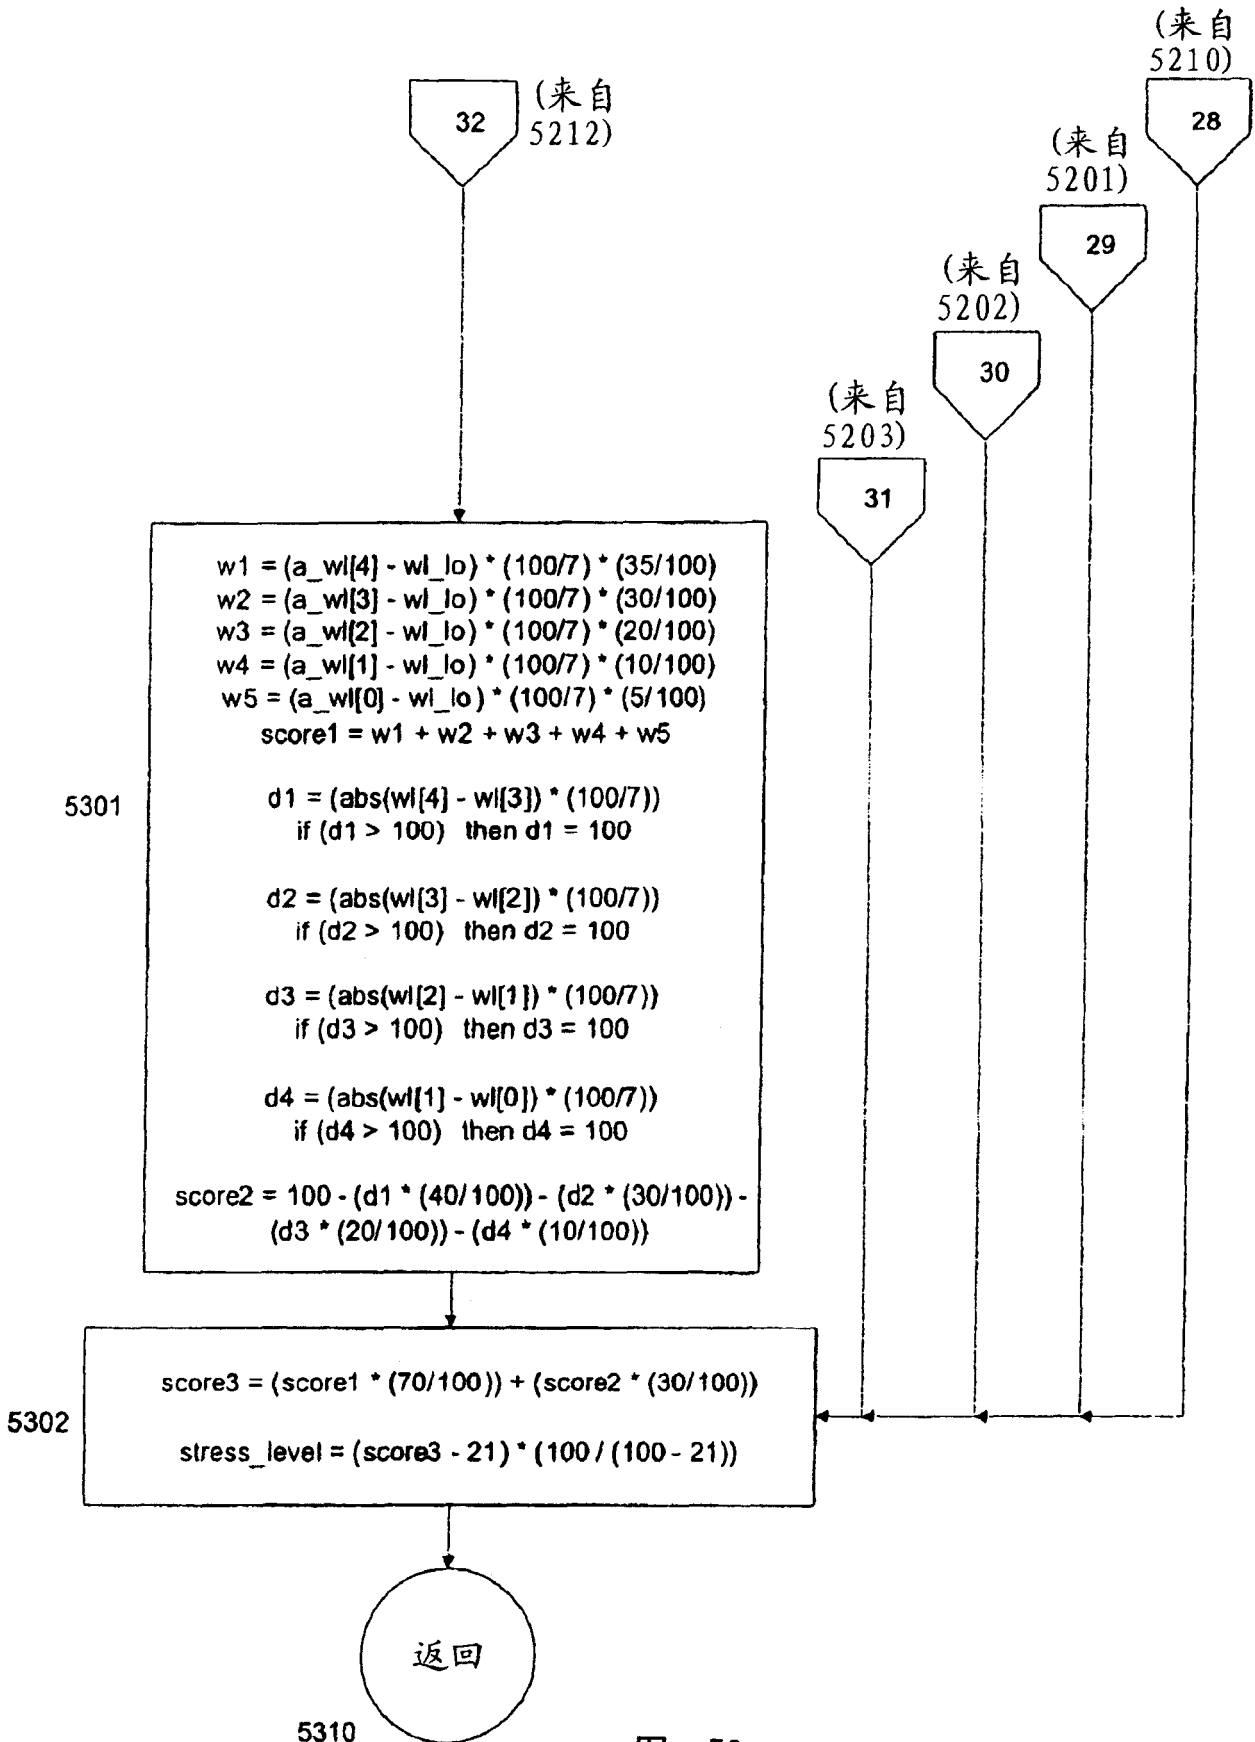 (来自
5210)
28
(来自
5212)
32
(来自
5201)
29
(来自
5202)
30
(来自
5203)
31
w1 = (a_wl[4] - wl_lo) * (100/7) * (35/100)
w2 = (a_wl[3] - wl_lo) * (100/7) * (30/100)
w3 = (a_wl[2] - wl_lo) * (100/7) * (20/100)
w4 = (a_wl[1] - wl_lo) * (100/7) * (10/100)
w5 = (a_wl[0] - wl_lo) * (100/7) * (5/100)
score1 = w1 + w2 + w3 + w4 + w5
5301
d1 = (abs(wl[4] - wl[3]) * (100/7))
if (d1 > 100) then d1 = 100
d2 = (abs(wl[3] - wl[2]) * (100/7))
if (d2 > 100) then d2 = 100
d3 = (abs(wl[2] - wl[1]) * (100/7))
if (d3 > 100) then d3 = 100
d4 = (abs(wl[1] - wl[0]) * (100/7))
if (d4 > 100) then d4 = 100
score2 = 100 - (d1 * (40/100)) - (d2 * (30/100)) -
(d3 * (20/100)) - (d4 * (10/100))
score3 = (score1 * (70/100)) + (score2 * (30/100))
5302
stress_level = (score3 - 21) * (100 / (100 - 21))
返回
5310